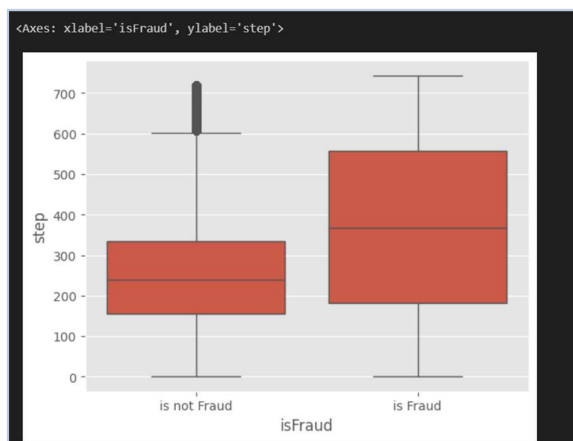 <Axes: xlabel='isFraud', ylabel='step'>
700
600
500
400
300
200
100
0
step
is not Fraud is Fraud
isFraud